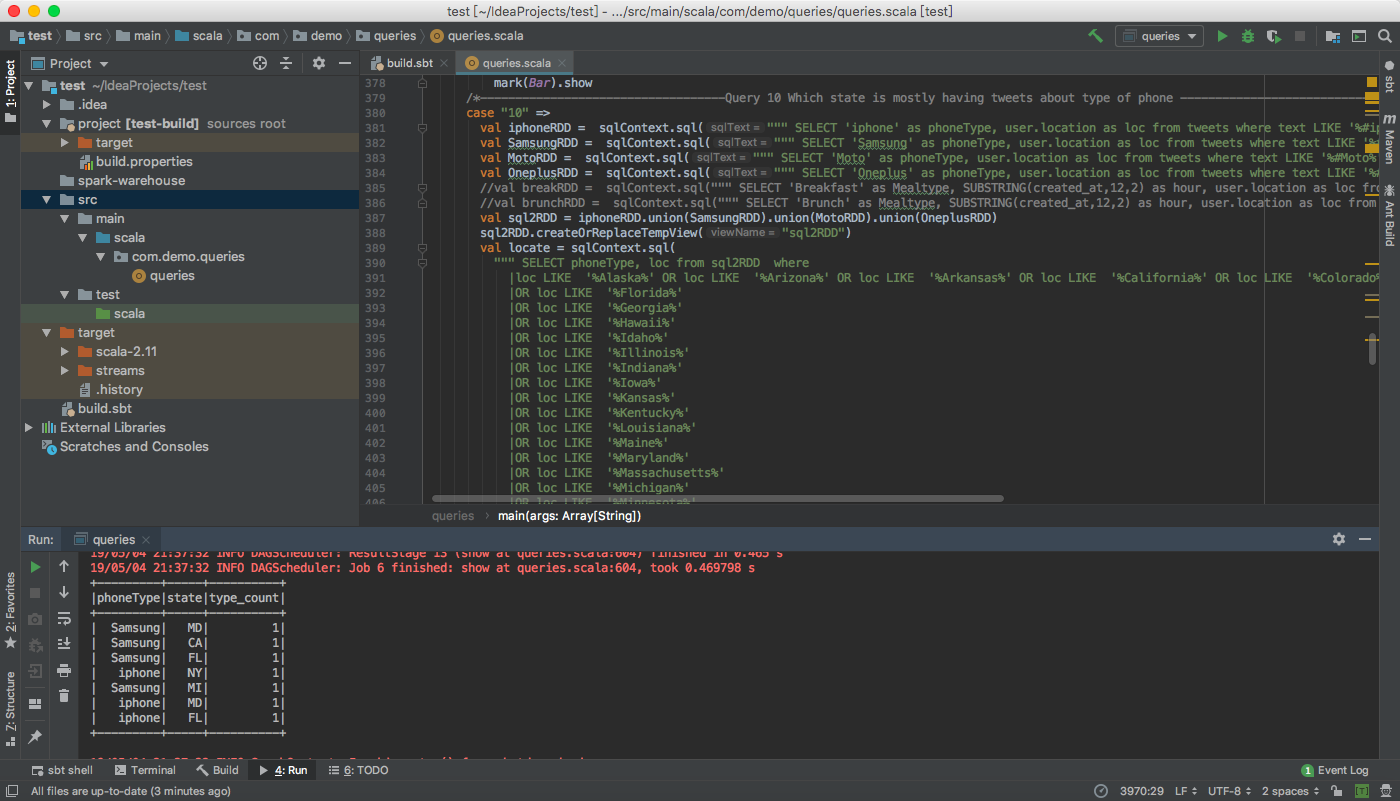 test [~/IdeaProjects/test] - .../src/main/scala/com/demo/queries/queries.scala [test]
test src main scala com demo queries queries.scala queries
1: Project
Project
build.sbt queries.scala
test ~/IdeaProjects/test
.idea
project [test-build] sources root
target
build.properties
spark-warehouse
src
main
scala
com.demo.queries
queries
test
scala
target
scala-2.11
streams
.history
build.sbt
External Libraries
Scratches and Consoles
378 mark(Bar).show
379 /*Query 10 Which state is mostly having tweets about type of phone
380 case "10" =>
381 val iphoneRDD = sqlContext.sql( sqlText = """ SELECT 'iphone' as phoneType, user.location as loc from tweets where text LIKE '%#ip
382 val SamsungRDD = sqlContext.sql( sqlText = """ SELECT 'Samsung' as phoneType, user.location as loc from tweets where text LIKE '%
383 val MotoRDD = sqlContext.sql( sqlText = """ SELECT 'Moto' as phoneType, user.location as loc from tweets where text LIKE '%#Moto%
384 val OneplusRDD = sqlContext.sql( sqlText = """ SELECT 'Oneplus' as phoneType, user.location as loc from tweets where text LIKE '%#
385 //val breakRDD = sqlContext.sql(""" SELECT 'Breakfast' as Mealtype, SUBSTRING(created_at,12,2) as hour, user.location as loc fro
386 //val brunchRDD = sqlContext.sql(""" SELECT 'Brunch' as Mealtype, SUBSTRING(created_at,12,2) as hour, user.location as loc from
387 val sql2RDD = iphoneRDD.union(SamsungRDD).union(MotoRDD).union(OneplusRDD)
388 sql2RDD.createOrReplaceTempView( viewName = "sql2RDD")
389 val locate = sqlContext.sql(
390 """ SELECT phoneType, loc from sql2RDD where
391 |loc LIKE '%Alaska%' OR loc LIKE '%Arizona%' OR loc LIKE '%Arkansas%' OR loc LIKE '%California%' OR loc LIKE '%Colorado%
392 |OR loc LIKE '%Florida%'
393 |OR loc LIKE '%Georgia%'
394 |OR loc LIKE '%Hawaii%'
395 |OR loc LIKE '%Idaho%'
396 |OR loc LIKE '%Illinois%'
397 |OR loc LIKE '%Indiana%'
398 |OR loc LIKE '%Iowa%'
399 |OR loc LIKE '%Kansas%'
400 |OR loc LIKE '%Kentucky%'
401 |OR loc LIKE '%Louisiana%'
402 |OR loc LIKE '%Maine%'
403 |OR loc LIKE '%Maryland%'
404 |OR loc LIKE '%Massachusetts%'
405 |OR loc LIKE '%Michigan%'
406 |OR loc LIKE '%Minnesota%'
queries › main(args: Array[String])
sbt
Maven
Ant Build
Run: queries
19/05/04 21:37:32 INFO DAGScheduler: ResultStage 13 (show at queries.scala:604) finished in 0.465 s
19/05/04 21:37:32 INFO DAGScheduler: Job 6 finished: show at queries.scala:604, took 0.469798 s
+---------+-----+----------+
|phoneType|state|type_count|
+---------+-----+----------+
| Samsung| MD| 1|
| Samsung| CA| 1|
| Samsung| FL| 1|
| iphone| NY| 1|
| Samsung| MI| 1|
| iphone| MD| 1|
| iphone| FL| 1|
+---------+-----+----------+
2: Favorites
7: Structure
sbt shell Terminal Build 4: Run 6: TODO 1 Event Log
All files are up-to-date (3 minutes ago) 3970:29 LF UTF-8 2 spaces [T]